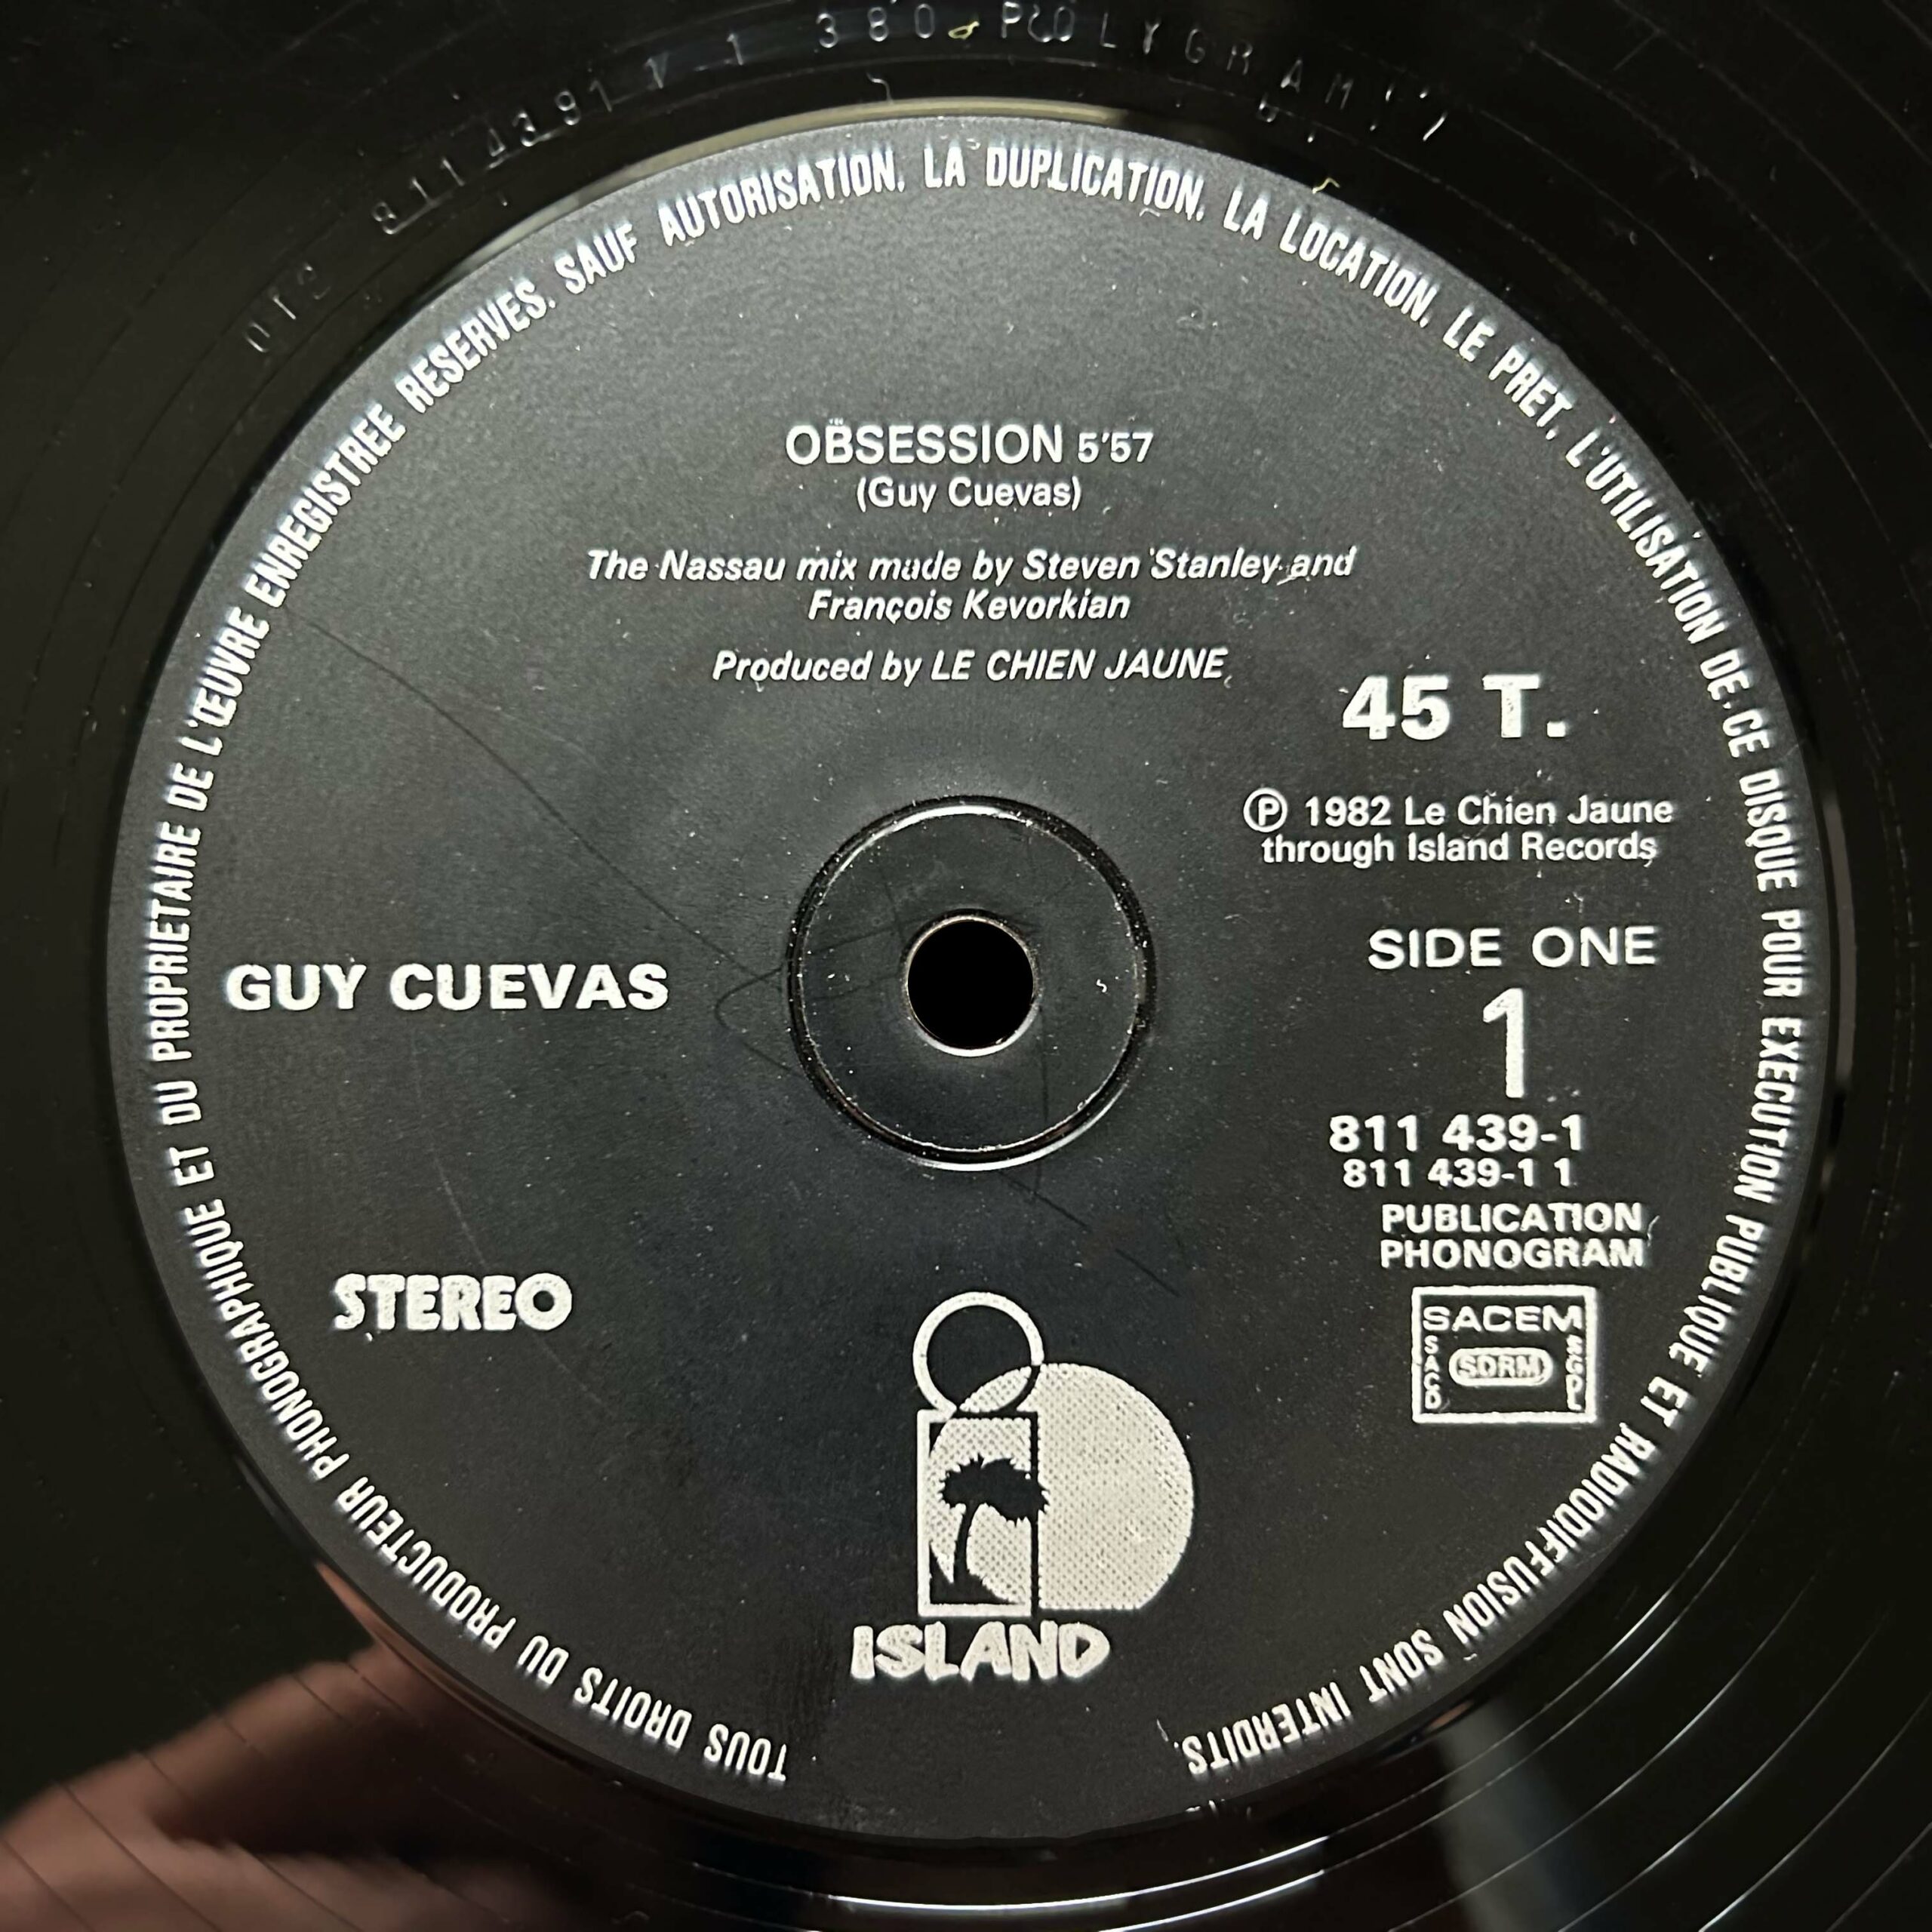 811 4391 1 380 POLYGRAM
TOUS DROITS DU PRODUCTEUR PHONOGRAPHIQUE ET DU PROPRIETAIRE DE L'ŒUVRE ENREGISTREE RESERVES. SAUF AUTORISATION, LA DUPLICATION, LA LOCATION, LE PRET, L'UTILISATION DE CE DISQUE POUR EXECUTION PUBLIQUE ET RADIODIFFUSION SONT INTERDITS.
OBSESSION 5'57
(Guy Cuevas)
The Nassau mix made by Steven Stanley and
François Kevorkian
Produced by LE CHIEN JAUNE
45 T.
Ⓟ 1982 Le Chien Jaune
through Island Records
GUY CUEVAS
SIDE ONE
1
811 439-1
811 439-1 1
PUBLICATION
PHONOGRAM
STEREO
SACEM
SACD SDRM SGDL
ISLAND